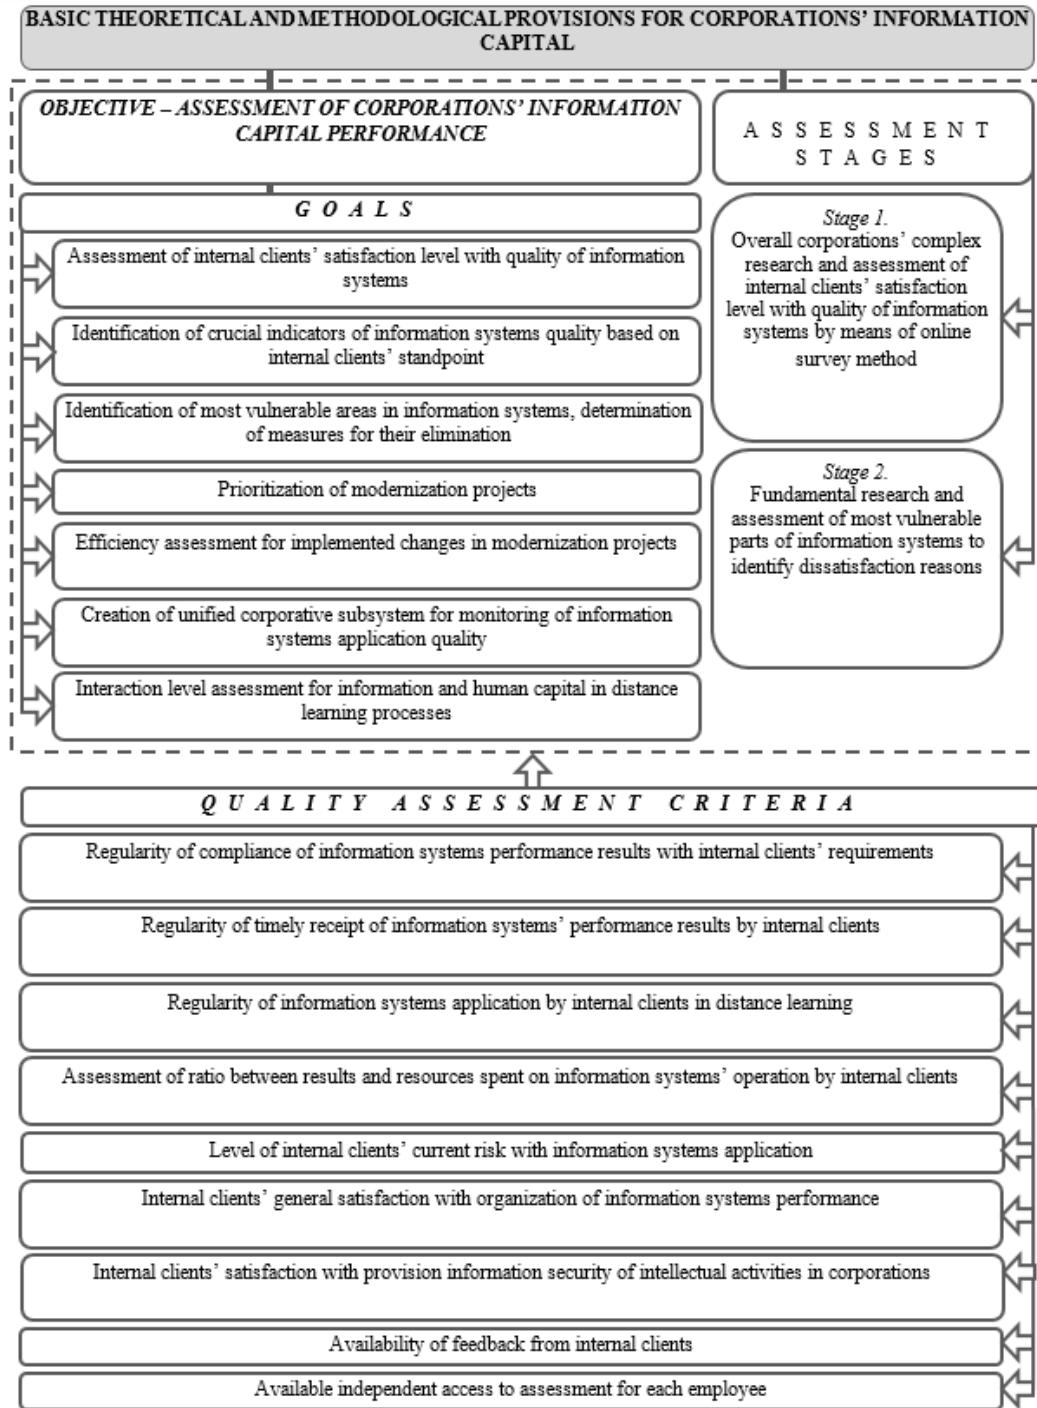 BASIC THEORETICAL AND METHODOLOGICAL PROVISIONS FOR CORPORATIONS’ INFORMATION
CAPITAL
OBJECTIVE – ASSESSMENT OF CORPORATIONS’ INFORMATION
CAPITAL PERFORMANCE
GOALS
Assessment of internal clients’ satisfaction level with quality of information
systems
Identification of crucial indicators of information systems quality based on
internal clients’ standpoint
Identification of most vulnerable areas in information systems, determination
of measures for their elimination
Prioritization of modernization projects
Efficiency assessment for implemented changes in modernization projects
Creation of unified corporative subsystem for monitoring of information
systems application quality
Interaction level assessment for information and human capital in distance
learning processes
ASSESSMENT
STAGES
Stage 1.
Overall corporations’ complex
research and assessment of
internal clients’ satisfaction
level with quality of information
systems by means of online
survey method
Stage 2.
Fundamental research and
assessment of most vulnerable
parts of information systems to
identify dissatisfaction reasons
QUALITY ASSESSMENT CRITERIA
Regularity of compliance of information systems performance results with internal clients’ requirements
Regularity of timely receipt of information systems’ performance results by internal clients
Regularity of information systems application by internal clients in distance learning
Assessment of ratio between results and resources spent on information systems’ operation by internal clients
Level of internal clients’ current risk with information systems application
Internal clients’ general satisfaction with organization of information systems performance
Internal clients’ satisfaction with provision information security of intellectual activities in corporations
Availability of feedback from internal clients
Available independent access to assessment for each employee